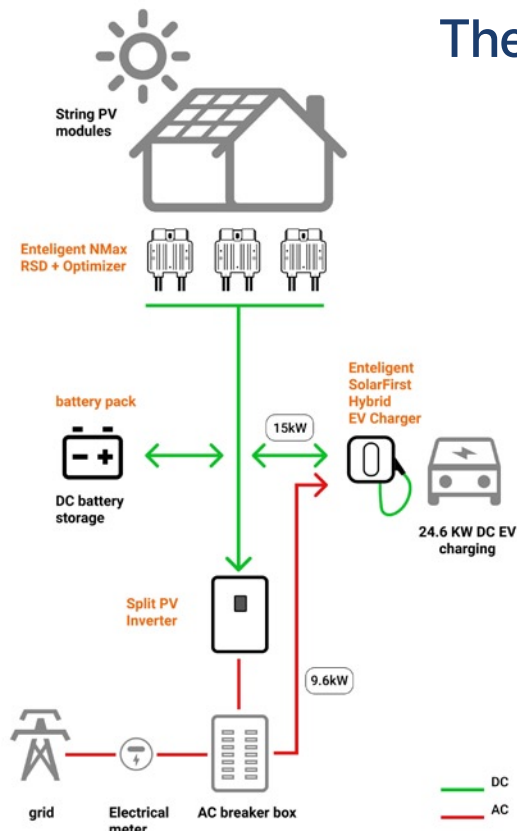 The
String PV
modules
Enteligent NMax
RSD + Optimizer
Enteligent
SolarFirst
Hybrid
EV Charger
battery pack
15kW
DC battery
storage
24.6 KW DC EV
charging
Split PV
Inverter
9.6kW
grid
Electrical
meter
AC breaker box
DC
AC